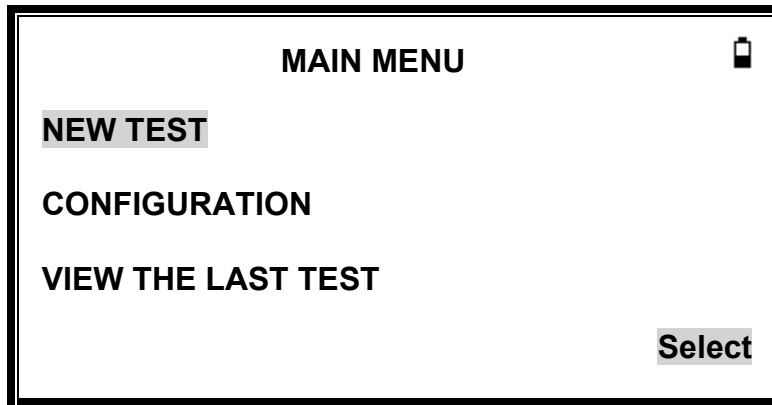 MAIN MENU
NEW TEST
CONFIGURATION
VIEW THE LAST TEST
Select